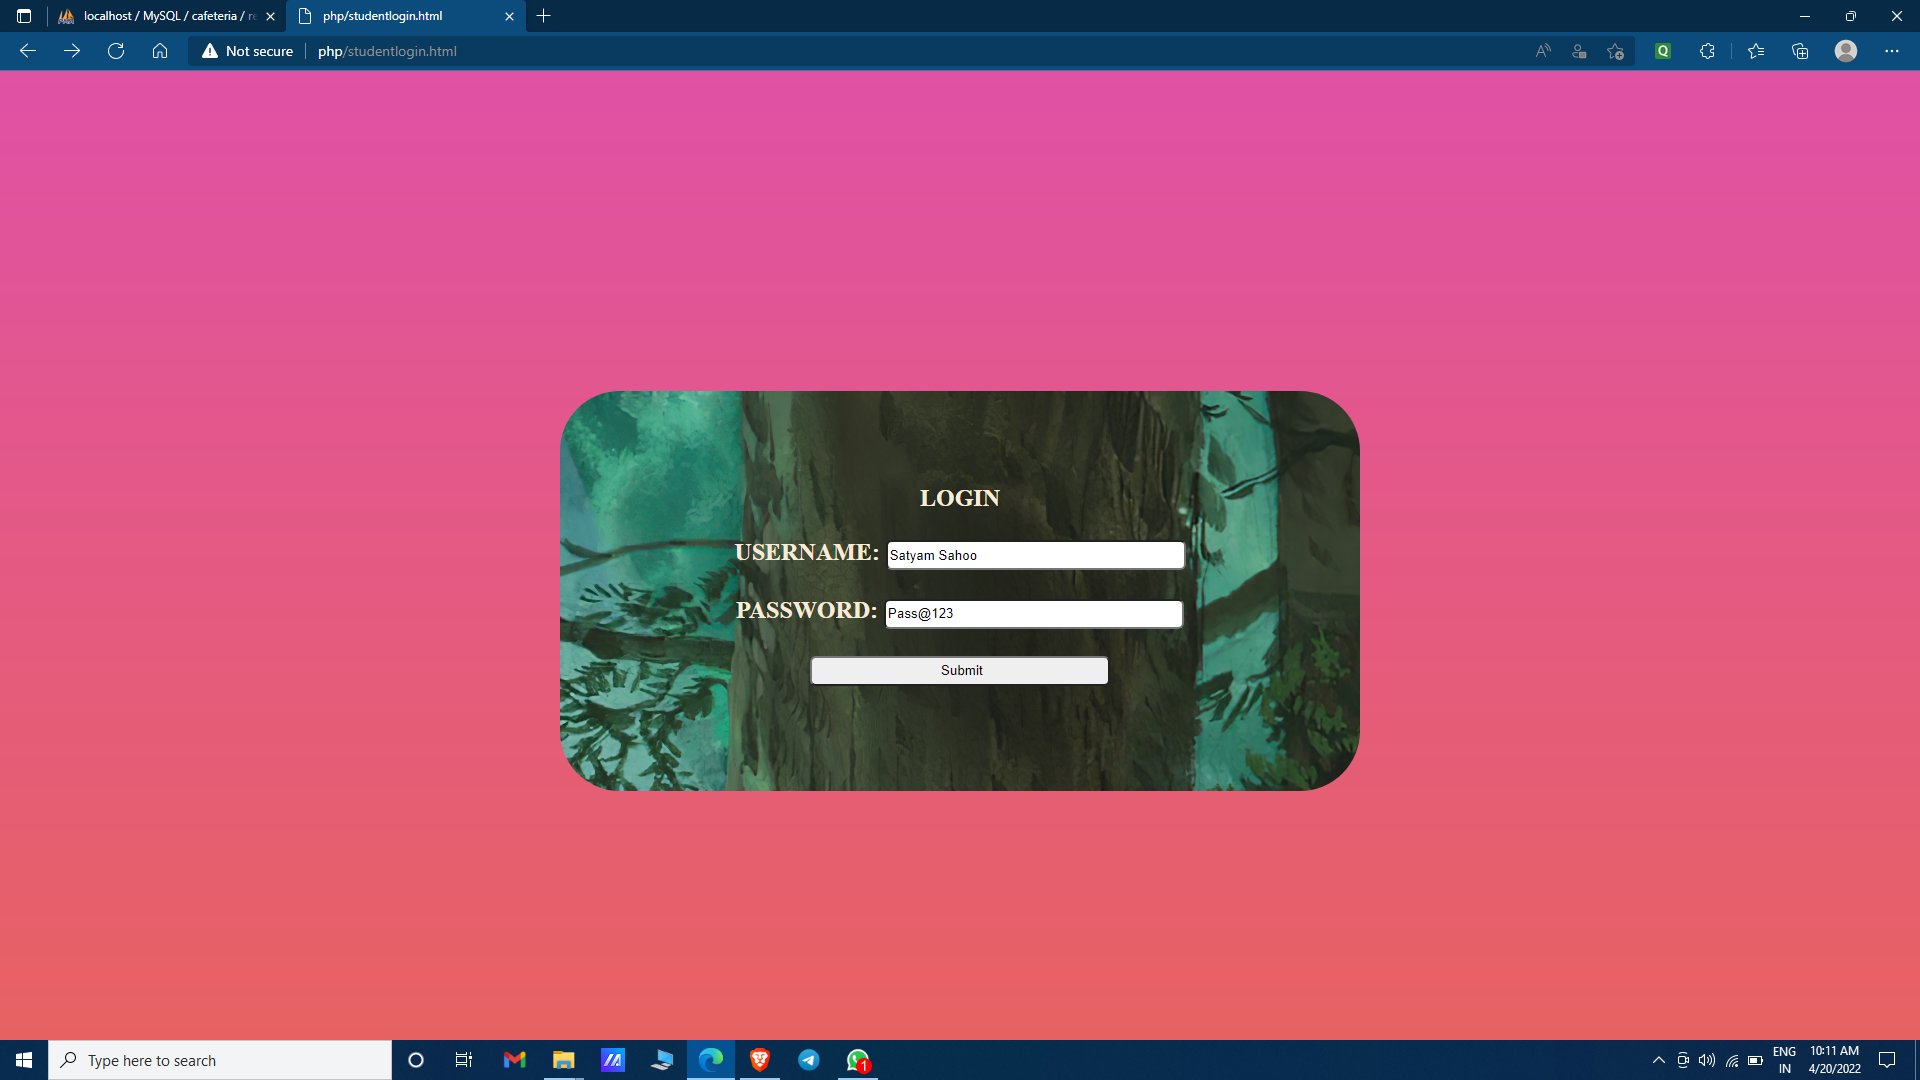 localhost / MySQL / cafeteria / re
php/studentlogin.html
Not secure
php/studentlogin.html
Q
LOGIN
USERNAME: Satyam Sahoo
PASSWORD: Pass@123
Submit
Type here to search
1
ENG
IN
10:11 AM
4/20/2022